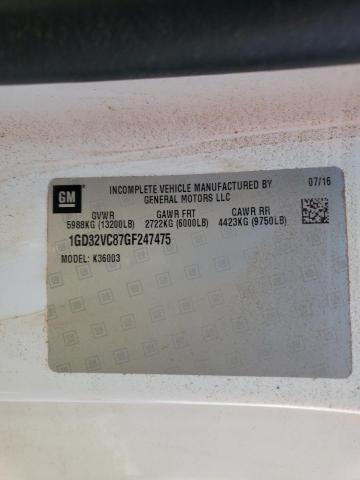 GM
INCOMPLETE VEHICLE MANUFACTURED BY
GENERAL MOTORS LLC
07/16
GVWR GAWR FRT GAWR RR
5988KG (13200LB) 2722KG (6000LB) 4423KG (9750LB)
1GD32VC87GF247475
MODEL: K36003